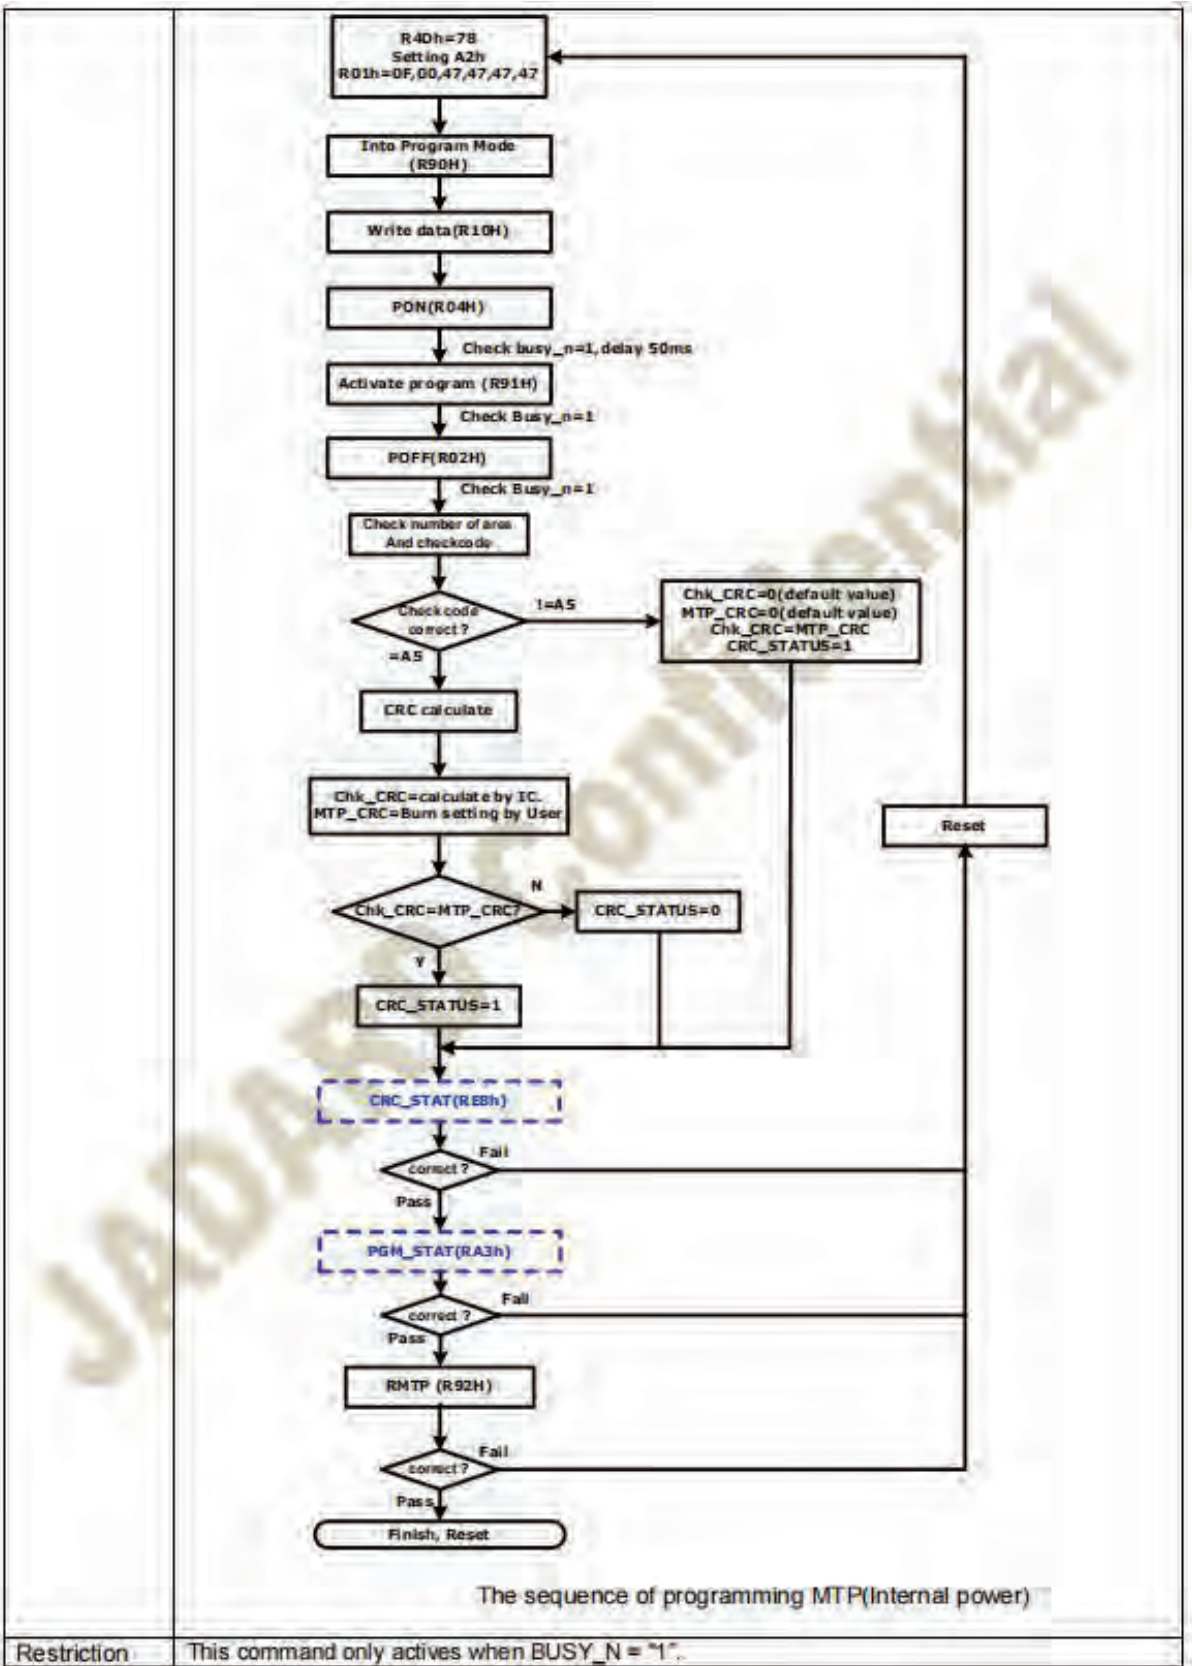 R4Dh=78
Setting A2h
R01h=0F,00,47,47,47,47
Into Program Mode
(R90H)
Write data(R10H)
PON(R04H)
Check busy_n=1,delay 50ms
Activate program (R91H)
Check Busy_n=1
POFF(R02H)
Check Busy_n=1
Check number of area
And checkcode
Check code
correct ?
!=A5
=A5
Chk_CRC=0(default value)
MTP_CRC=0(default value)
Chk_CRC=MTP_CRC
CRC_STATUS=1
CRC calculate
Chk_CRC=calculate by IC.
MTP_CRC=Burn setting by User
Reset
Chk_CRC=MTP_CRC?
N
CRC_STATUS=0
Y
CRC_STATUS=1
CRC_STAT(REBh)
correct ?
Fail
Pass
PGM_STAT(RA3h)
correct ?
Fail
Pass
RMTP (R92H)
correct ?
Fail
Pass
Finish, Reset
The sequence of programming MTP(Internal power)
Restriction
This command only actives when BUSY_N = "1".
JADARD Confidential